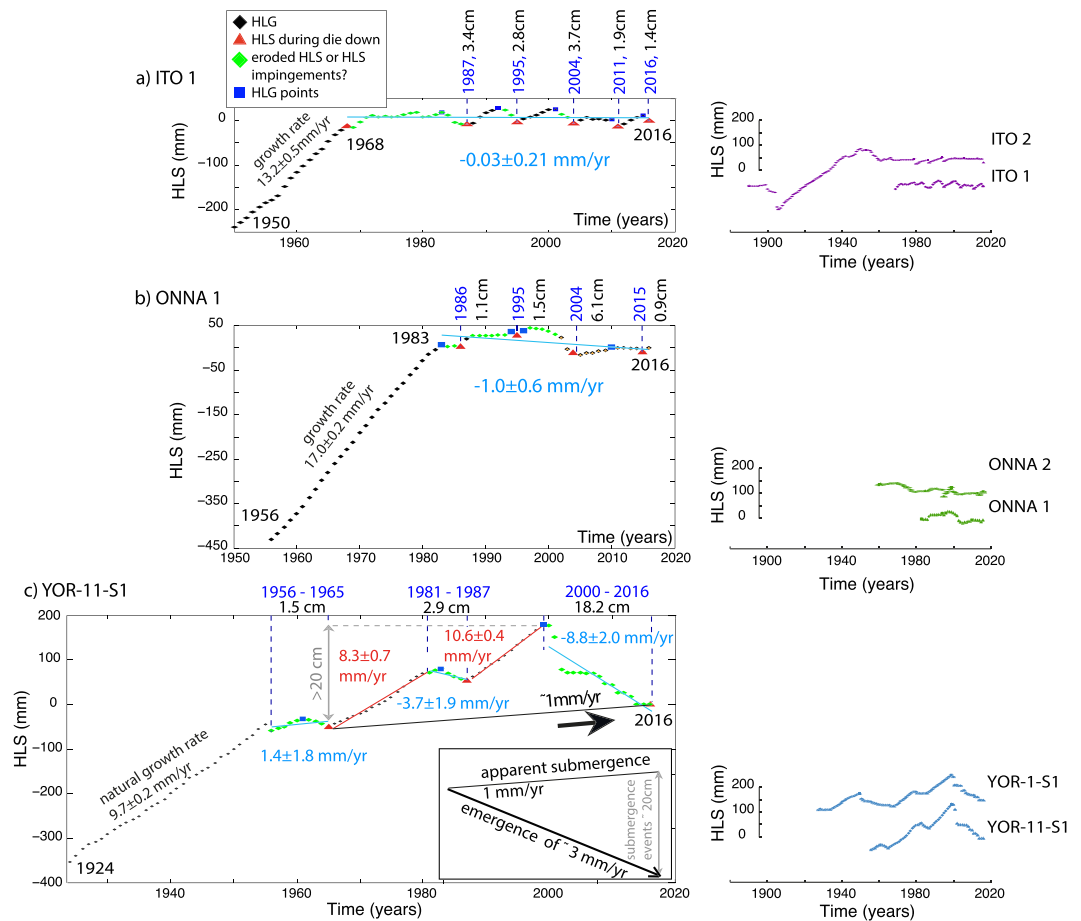 HLG
HLS during die down
eroded HLS or HLS
impingements?
HLG points
a) ITO 1
1987, 3.4cm
1995, 2.8cm
2004, 3.7cm
2011, 1.9cm
2016, 1.4cm
HLS (mm)
0
−100
−200
growth rate
13.2±0.5mm/yr
1950
1968
-0.03±0.21 mm/yr
2016
Time (years)
1960
1980
2000
2020
HLS (mm)
200
100
0
ITO 2
ITO 1
1900
1940
1980
2020
Time (years)
b) ONNA 1
1986
1.1cm
1995
1.5cm
2004
6.1cm
2015
0.9cm
HLS (mm)
50
−50
−150
−250
−350
−450
1983
growth rate
17.0±0.2 mm/yr
1956
-1.0±0.6 mm/yr
2016
Time (years)
1950
1960
1970
1980
1990
2000
2010
2020
HLS (mm)
200
100
0
ONNA 2
ONNA 1
1900
1940
1980
2020
Time (years)
c) YOR-11-S1
1956 - 1965
1.5 cm
1981 - 1987
2.9 cm
2000 - 2016
18.2 cm
HLS (mm)
200
100
0
−100
−200
−300
−400
>20 cm
8.3±0.7
mm/yr
10.6±0.4
mm/yr
-8.8±2.0 mm/yr
-3.7±1.9 mm/yr
~1mm/yr
2016
1.4±1.8 mm/yr
natural growth rate
9.7±0.2 mm/yr
1924
apparent submergence
1 mm/yr
emergence of ~3 mm/yr
submergence
events ~20cm
1940
1960
1980
2000
2020
Time (years)
HLS (mm)
200
100
0
YOR-1-S1
YOR-11-S1
1900
1940
1980
2020
Time (years)